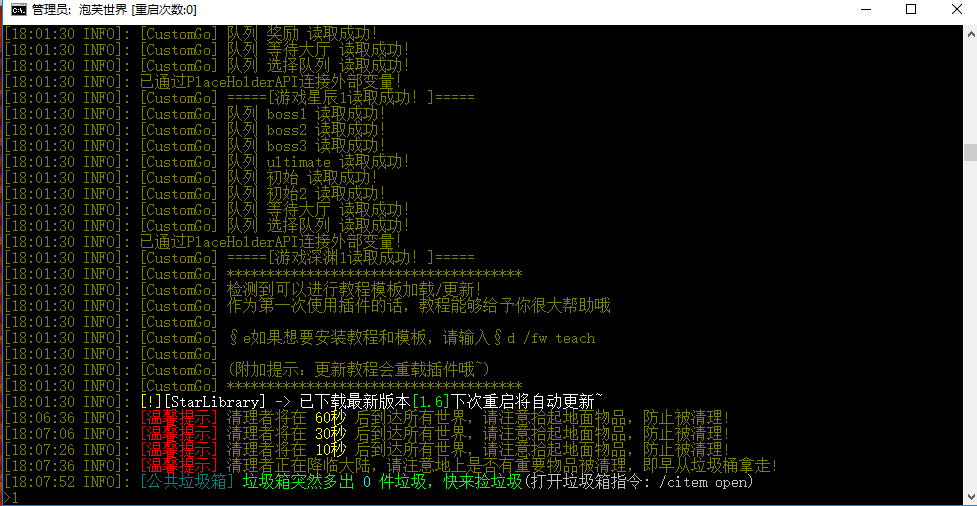 管理员: 泡芙世界 [重启次数:0]
[18:01:30 INFO]: [CustomGo] 队列 奖励 读取成功!
[18:01:30 INFO]: [CustomGo] 队列 等待大厅 读取成功!
[18:01:30 INFO]: [CustomGo] 队列 选择队列 读取成功!
[18:01:30 INFO]: 已通过PlaceHolderAPI连接外部变量!
[18:01:30 INFO]: [CustomGo] =====[游戏星辰1读取成功! ]=====
[18:01:30 INFO]: [CustomGo] 队列 boss1 读取成功!
[18:01:30 INFO]: [CustomGo] 队列 boss2 读取成功!
[18:01:30 INFO]: [CustomGo] 队列 boss3 读取成功!
[18:01:30 INFO]: [CustomGo] 队列 ultimate 读取成功!
[18:01:30 INFO]: [CustomGo] 队列 初始 读取成功!
[18:01:30 INFO]: [CustomGo] 队列 初始2 读取成功!
[18:01:30 INFO]: [CustomGo] 队列 等待大厅 读取成功!
[18:01:30 INFO]: [CustomGo] 队列 选择队列 读取成功!
[18:01:30 INFO]: 已通过PlaceHolderAPI连接外部变量!
[18:01:30 INFO]: [CustomGo] =====[游戏深渊1读取成功! ]=====
[18:01:30 INFO]: [CustomGo] *************************************
[18:01:30 INFO]: [CustomGo] 检测到可以进行教程模板加载/更新!
[18:01:30 INFO]: [CustomGo] 作为第一次使用插件的话，教程能够给予你很大帮助哦
[18:01:30 INFO]: [CustomGo]
[18:01:30 INFO]: [CustomGo] §e如果想要安装教程和模板，请输入§d /fw teach
[18:01:30 INFO]: [CustomGo]
[18:01:30 INFO]: [CustomGo] (附加提示: 更新教程会重载插件哦~)
[18:01:30 INFO]: [CustomGo] *************************************
[18:01:30 INFO]: [!][StarLibrary] -> 已下载最新版本[1.6]下次重启将自动更新~
[18:06:36 INFO]: [温馨提示] 清理者将在 60秒 后到达所有世界，请注意拾起地面物品，防止被清理!
[18:07:06 INFO]: [温馨提示] 清理者将在 30秒 后到达所有世界，请注意拾起地面物品，防止被清理!
[18:07:26 INFO]: [温馨提示] 清理者将在 10秒 后到达所有世界，请注意拾起地面物品，防止被清理!
[18:07:36 INFO]: [温馨提示] 清理者正在降临大陆，请注意地上是否有重要物品被清理，即早从垃圾桶拿走!
[18:07:52 INFO]: [公共垃圾箱] 垃圾箱突然多出 0 件垃圾，快来捡垃圾(打开垃圾箱指令: /citem open)
>1